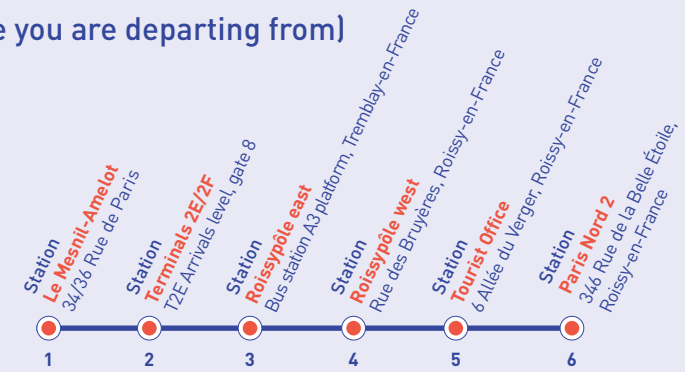 e you are departing from)
Station
Le Mesnil-Amelot
34/36 Rue de Paris
Station
Terminals 2E/2F
T2E Arrivals level, gate 8
Station
Roissypôle east
Bus station A3 platform, Tremblay-en-France
Station
Roissypôle west
Rue des Bruyères, Roissy-en-France
Station
Tourist Office
6 Allée du Verger, Roissy-en-France
Station
Paris Nord 2
346 Rue de la Belle Étoile,
Roissy-en-France
1
2
3
4
5
6